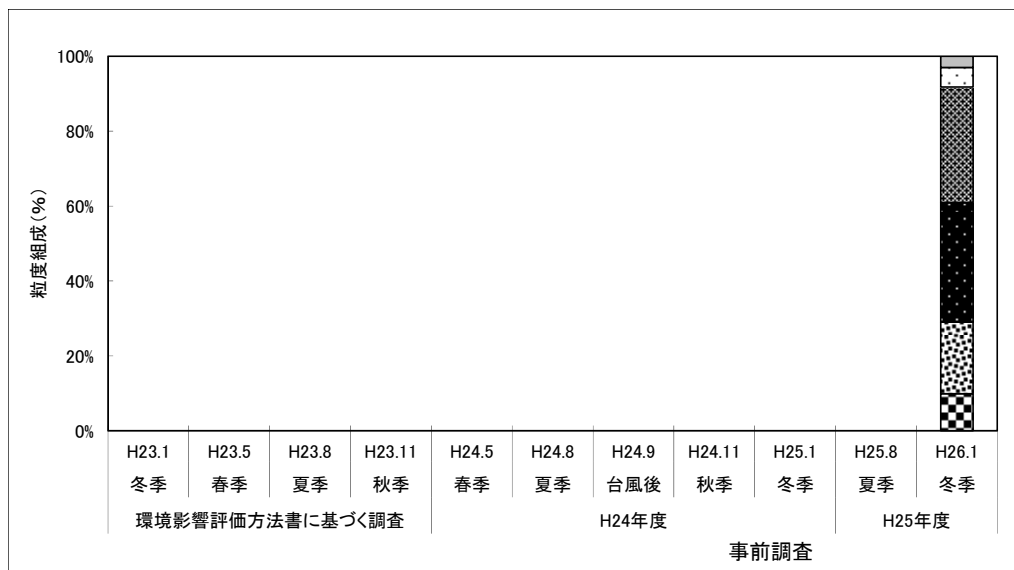 100%
80%
60%
40%
20%
0%
粒度組成(%)
H23.1 H23.5 H23.8 H23.11 H24.5 H24.8 H24.9 H24.11 H25.1 H25.8 H26.1
冬季 春季 夏季 秋季 春季 夏季 台風後 秋季 冬季 夏季 冬季
環境影響評価方法書に基づく調査 H24年度 H25年度
事前調査